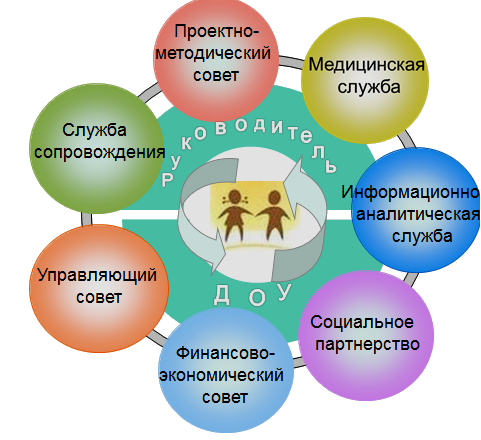 Проектно-
методический
совет
Медицинская
служба
Информационно
аналитическая
служба
Социальное
партнерство
Финансово-
экономический
совет
Управляющий
совет
Служба
сопровождения
Руководитель
ДОУ